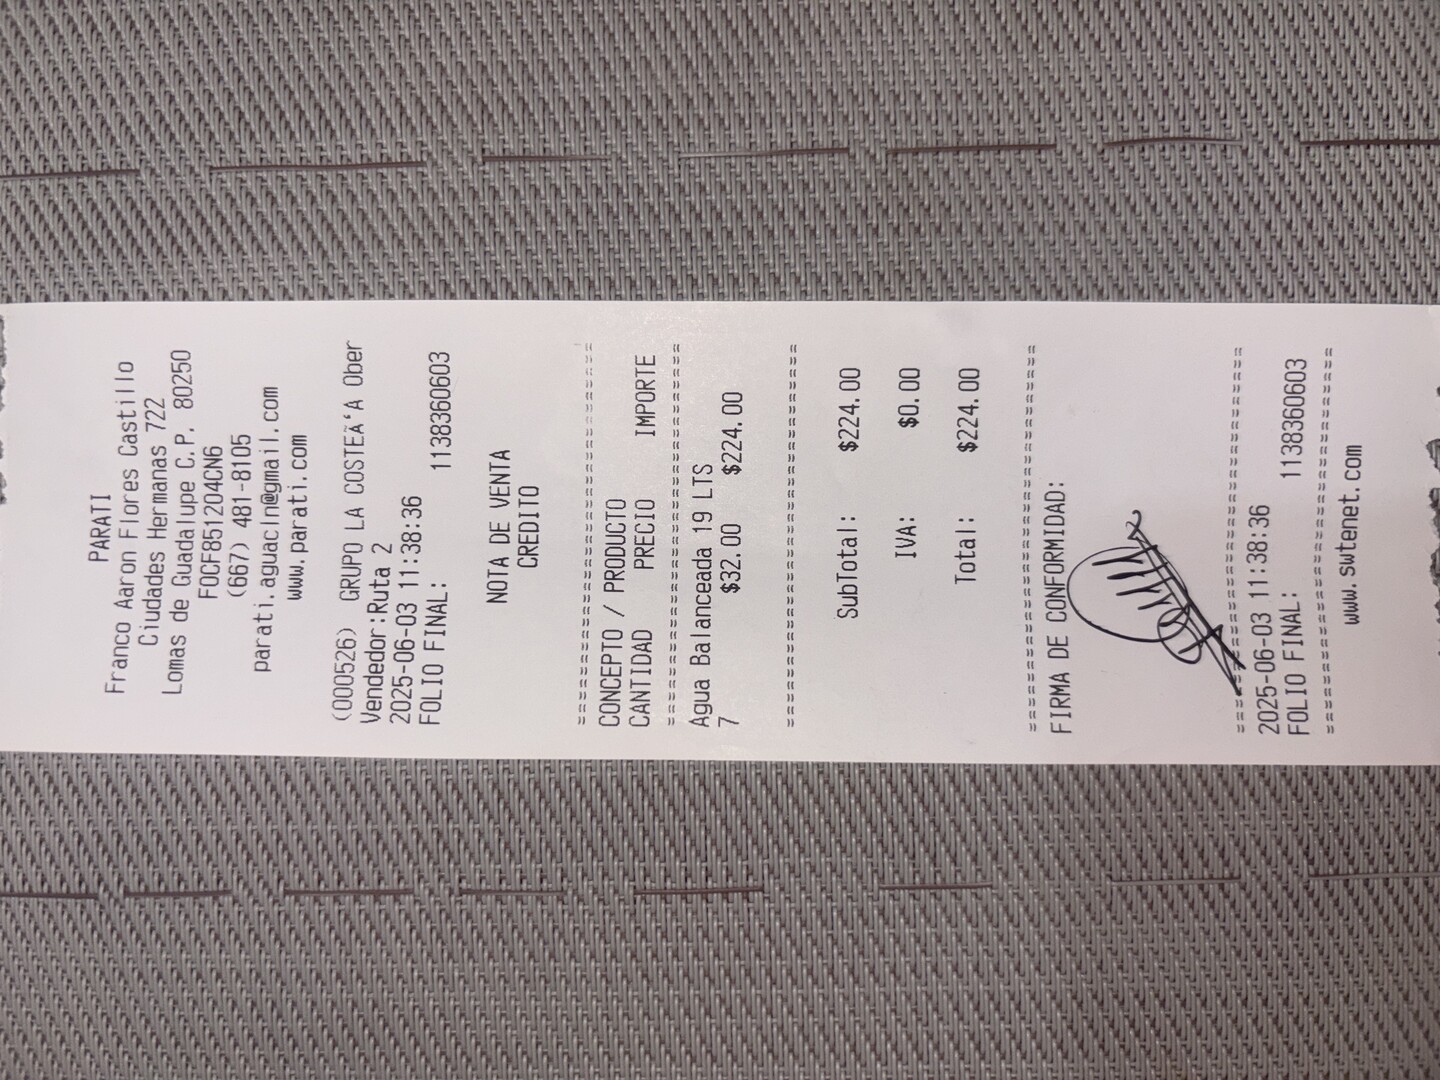 PARATI
Franco Aaron Flores Castillo
Ciudades Hermanas 722
Lomas de Guadalupe C.P. 80250
FOCF851204CN6
(667) 481-8105
parati.aguacln@gmail.com
www.parati.com
(000526) GRUPO LA COSTEÃ‘A Ober
Vendedor:Ruta 2
2025-06-03 11:38:36
FOLIO FINAL: 1138360603
NOTA DE VENTA
CREDITO
==============================
CONCEPTO / PRODUCTO
CANTIDAD PRECIO IMPORTE
==============================
Agua Balanceada 19 LTS
7 $32.00 $224.00
==============================
SubTotal: $224.00
IVA: $0.00
Total: $224.00
==============================
FIRMA DE CONFORMIDAD:
==============================
2025-06-03 11:38:36
FOLIO FINAL: 1138360603
==============================
www.swtenet.com